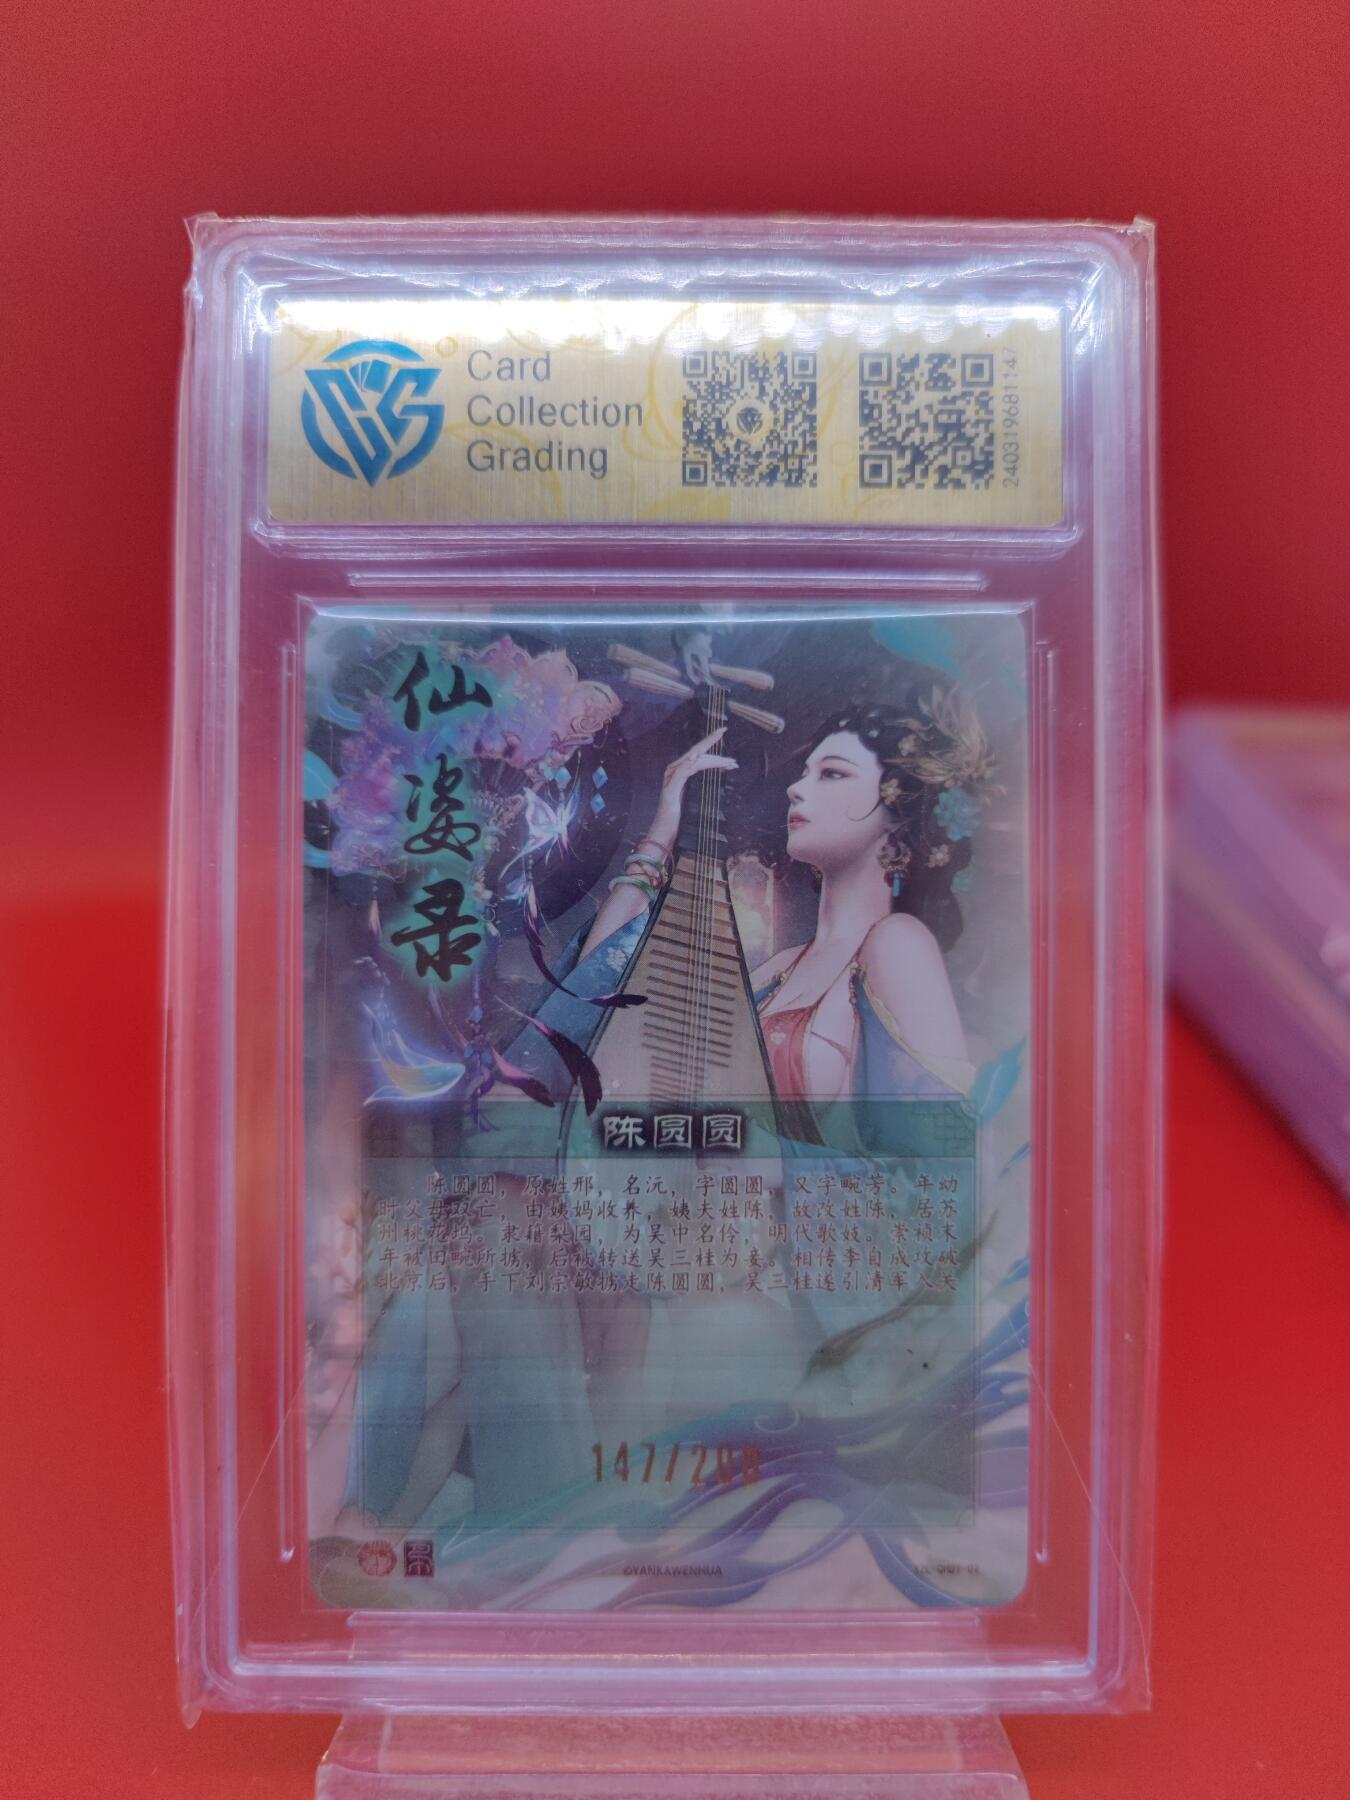 Card
Collection
Grading
2403196811​47
仙姿录
陈圆圆
陈圆圆，原姓邢，名沅，字圆圆，又字畹芳。年幼
时父母双亡，由姨妈收养，姨夫姓陈，故改姓陈，居苏
州桃花坞。隶籍梨园，为吴中名伶，明代歌妓。崇祯末
年被田畹所掳，后被转送吴三桂为妾。相传李自成攻破
北京后，手下刘宗敏掳走陈圆圆，吴三桂遂引清军入关
。
147/200
©YANKAWENHUA